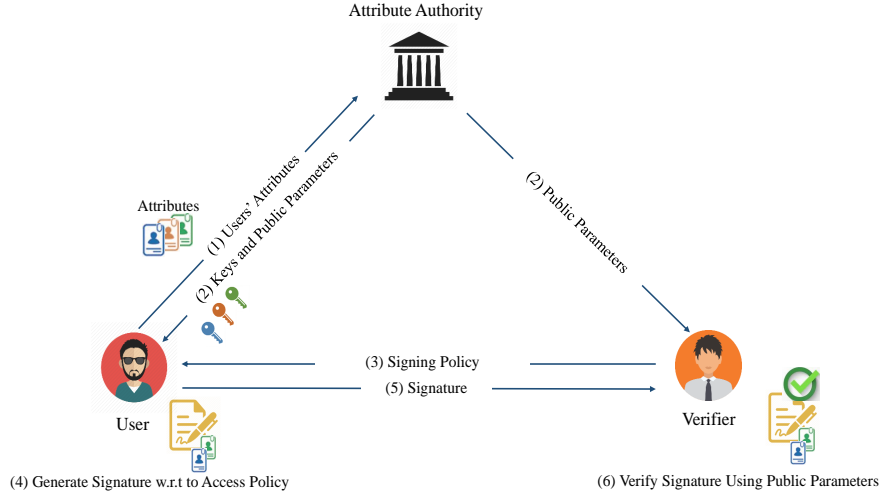 Attribute Authority
(1) Users' Attributes
(2) Keys and Public Parameters
(2) Public Parameters
Attributes
(3) Signing Policy
(5) Signature
User
Verifier
(4) Generate Signature w.r.t to Access Policy
(6) Verify Signature Using Public Parameters